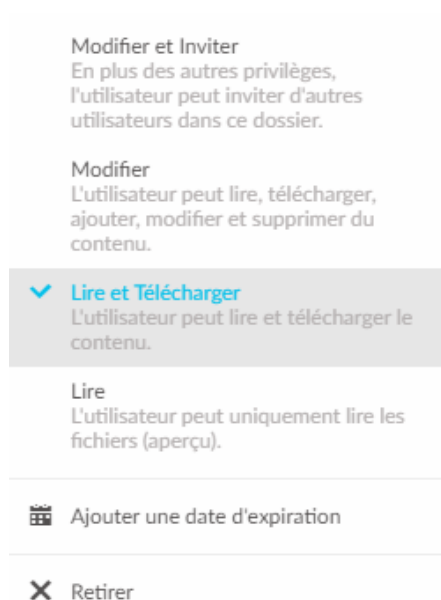 Modifier et Inviter
En plus des autres privilèges,
l'utilisateur peut inviter d'autres
utilisateurs dans ce dossier.
Modifier
L'utilisateur peut lire, télécharger,
ajouter, modifier et supprimer du
contenu.
Lire et Télécharger
L'utilisateur peut lire et télécharger le
contenu.
Lire
L'utilisateur peut uniquement lire les
fichiers (aperçu).
Ajouter une date d'expiration
Retirer